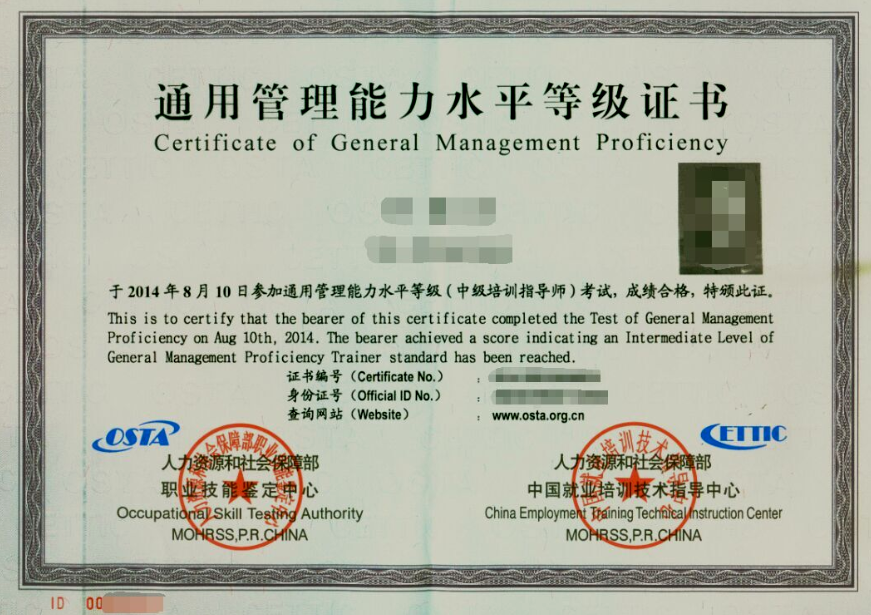 通用管理能力水平等级证书
Certificate of General Management Proficiency
于2014年8月10日参加通用管理能力水平等级（中级培训指导师）考试，成绩合格，特颁此证。
This is to certify that the bearer of this certificate completed the Test of General Management
Proficiency on Aug 10th, 2014. The bearer achieved a score indicating an Intermediate Level of
General Management Proficiency Trainer standard has been reached.
证书编号（Certificate No.） :
身份证号（Official ID No.） :
查询网站（Website） : www.osta.org.cn
OSTA
ETTIC
人力资源和社会保障部
职业技能鉴定中心
Occupational Skill Testing Authority
MOHRSS,P.R.CHINA
人力资源和社会保障部
中国就业培训技术指导中心
China Employment Training Technical Instruction Center
MOHRSS,P.R.CHINA
ID 00